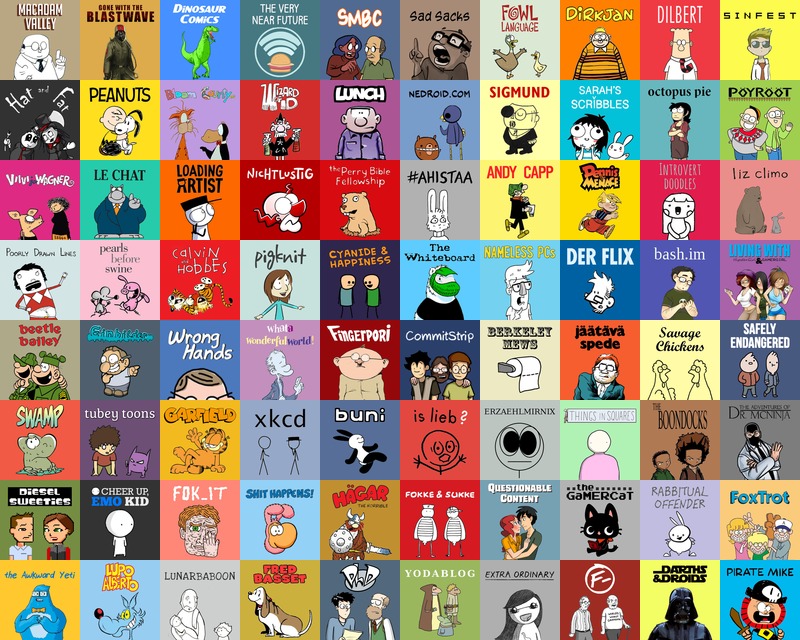 MACADAM
VALLEY
GONE WITH THE
BLASTWAVE
DINOSAUR
COMICS
THE VERY
NEAR FUTURE
SMBC
Sad Sacks
FOWL
LANGUAGE
DIRKJAN
DILBERT
SINFEST
Hat and
Fat
PEANUTS
Bloom County
WIZARD
of ID
LUNCH
NEDROID.COM
SIGMUND
SARAH'S
SCRIBBLES
octopus pie
POYROOT
VIIVI & WAGNER
LE CHAT
LOADING
ARTIST
NICHTLUSTIG
the Perry Bible
Fellowship
#AHISTAA
ANDY CAPP
Dennis
MENACE
INTROVERT
DOODLES
liz climo
POORLY DRAWN LINES
pearls
before
swine
CALVIN
and
HOBBES
pigknit
CYANIDE &
HAPPINESS
The
Whiteboard
NAMELESS PCs
DER FLIX
bash.im
LIVING WITH
beetle
bailey
Wrong
Hands
what a
wonderful world!
FINGERPORI
COMMITSTRIP
BERKELEY
MEWS
jäätävä
spede
Savage
Chickens
SAFELY
ENDANGERED
SWAMP
tubey toons
GARFIELD
xkcd
buni
is lieb?
ERZAEHLMIRNIX
THINGS IN SQUARES
THE
BOONDOCKS
THE ADVENTURES OF
DR. MCNINJA
DIESEL
SWEETIES
CHEER UP,
EMO KID
FOK_IT
SHIT HAPPENS!
HÄGAR
THE HORRIBLE
FOKKE & SUKKE
QUESTIONABLE
CONTENT
the
GaMERCaT
RABBITUAL
OFFENDER
FOXTROT
the Awkward Yeti
LUPO
ALBERTO
LUNARBABOON
FRED
BASSET
PHD
YODABLOG
EXTRA ORDINARY
F-
DARTHS
& DROIDS
PIRATE MIKE